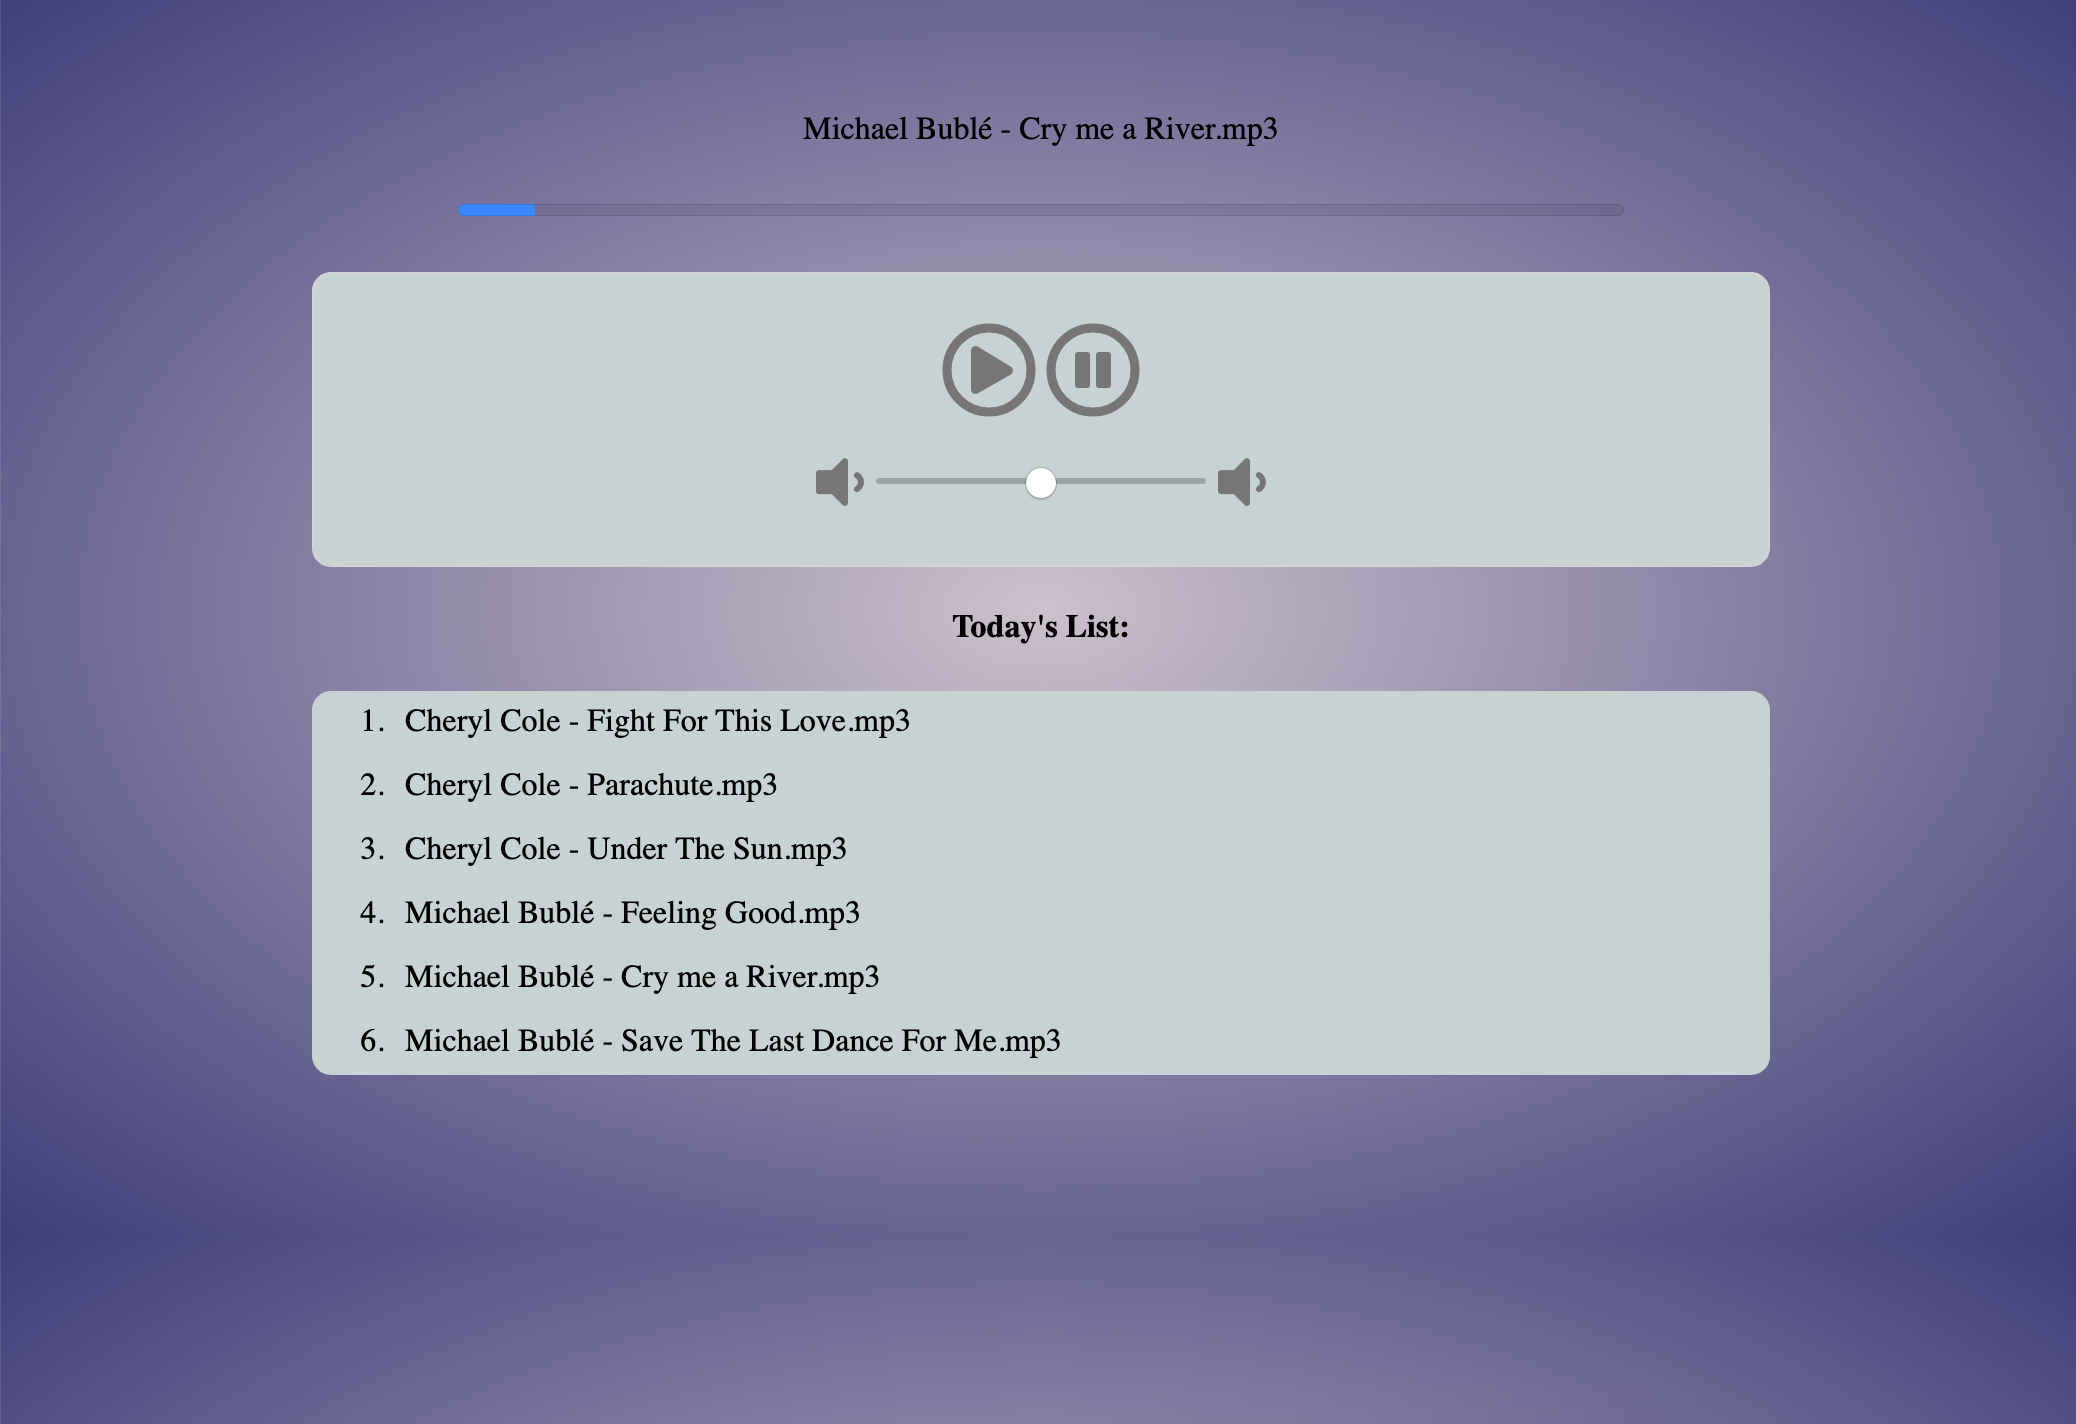 Michael Bublé - Cry me a River.mp3
Today's List:
1. Cheryl Cole - Fight For This Love.mp3
2. Cheryl Cole - Parachute.mp3
3. Cheryl Cole - Under The Sun.mp3
4. Michael Bublé - Feeling Good.mp3
5. Michael Bublé - Cry me a River.mp3
6. Michael Bublé - Save The Last Dance For Me.mp3